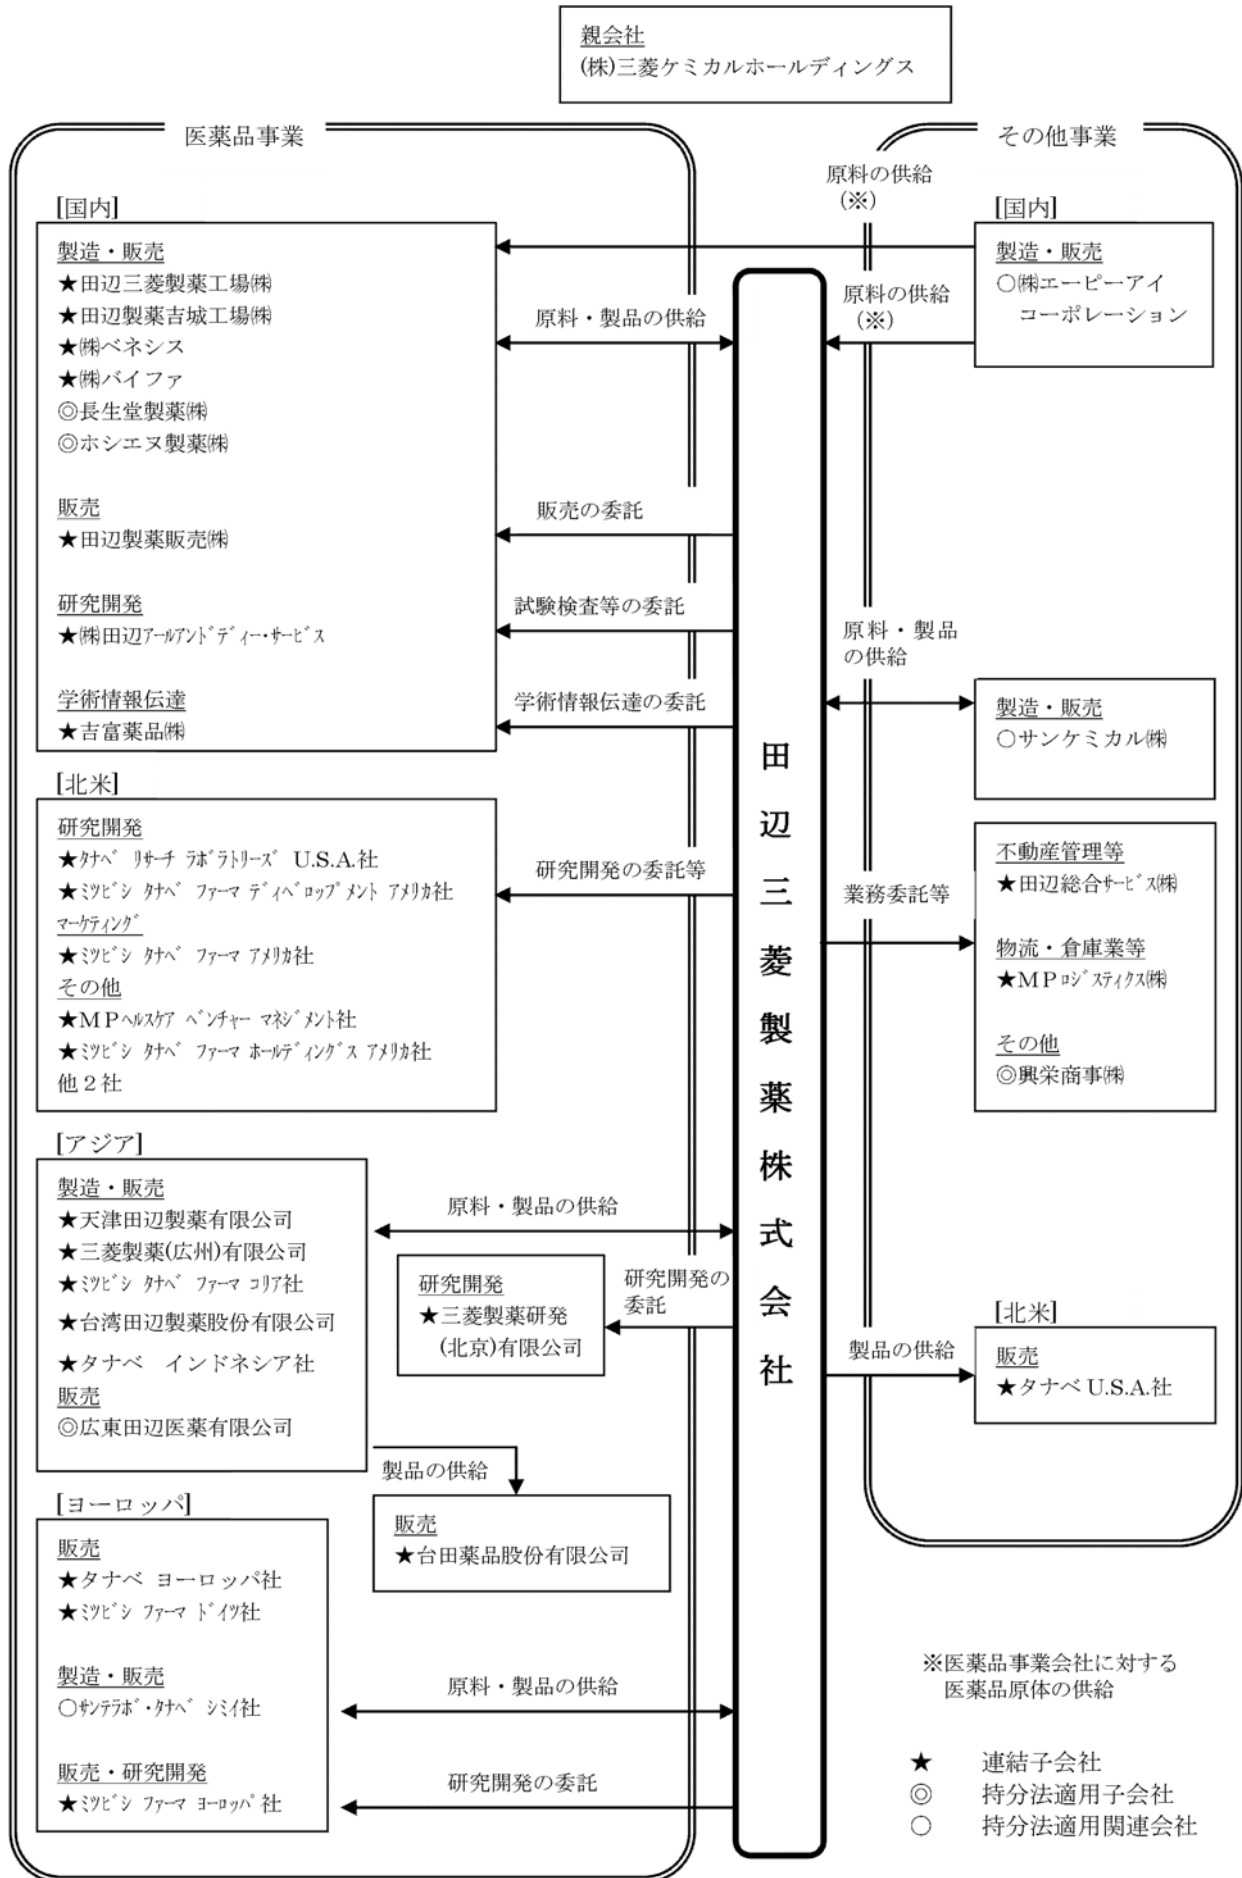 親会社
(株)三菱ケミカルホールディングス
医薬品事業
その他事業
[国内]
製造・販売
★田辺三菱製薬工場㈱
★田辺製薬吉城工場㈱
★㈱ベネシス
★㈱バイファ
◎長生堂製薬㈱
◎ホシエヌ製薬㈱
販売
★田辺製薬販売㈱
研究開発
★㈱田辺ｱｰﾙｱﾝﾄﾞﾃﾞｨｰ・ｻｰﾋﾞｽ
学術情報伝達
★吉富薬品㈱
原料・製品の供給
販売の委託
試験検査等の委託
学術情報伝達の委託
[北米]
研究開発
★ﾀﾅﾍﾞ ﾘｻｰﾁ ﾗﾎﾞﾗﾄﾘｰｽﾞ U.S.A.社
★ﾐﾂﾋﾞｼ ﾀﾅﾍﾞ ﾌｧｰﾏ ﾃﾞｨﾍﾞﾛｯﾌﾟﾒﾝﾄ ｱﾒﾘｶ社
ﾏｰｹﾃｨﾝｸﾞ
★ﾐﾂﾋﾞｼ ﾀﾅﾍﾞ ﾌｧｰﾏ ｱﾒﾘｶ社
その他
★ＭＰﾍﾙｽｹｱ ﾍﾞﾝﾁｬｰ ﾏﾈｼﾞﾒﾝﾄ社
★ﾐﾂﾋﾞｼ ﾀﾅﾍﾞ ﾌｧｰﾏ ﾎｰﾙﾃﾞｨﾝｸﾞｽ ｱﾒﾘｶ社
他２社
研究開発の委託等
[アジア]
製造・販売
★天津田辺製薬有限公司
★三菱製薬(広州)有限公司
★ﾐﾂﾋﾞｼ ﾀﾅﾍﾞ ﾌｧｰﾏ ｺﾘｱ社
★台湾田辺製薬股份有限公司
★タナベ　インドネシア社
販売
◎広東田辺医薬有限公司
原料・製品の供給
研究開発
★三菱製薬研発
(北京)有限公司
研究開発の
委託
製品の供給
販売
★台田薬品股份有限公司
[ヨーロッパ]
販売
★タナベ ヨーロッパ社
★ﾐﾂﾋﾞｼ ﾌｧｰﾏ ﾄﾞｲﾂ社
製造・販売
○ｻﾝﾃﾗﾎﾞ・ﾀﾅﾍﾞ ｼﾐｲ社
販売・研究開発
★ﾐﾂﾋﾞｼ ﾌｧｰﾏ ﾖｰﾛｯﾊﾟ社
原料・製品の供給
研究開発の委託
田辺三菱製薬株式会社
原料の供給
(※)
原料の供給
(※)
[国内]
製造・販売
○㈱エーピーアイ
コーポレーション
原料・製品
の供給
製造・販売
○サンケミカル㈱
業務委託等
不動産管理等
★田辺総合ｻｰﾋﾞｽ㈱
物流・倉庫業等
★ＭＰﾛｼﾞｽﾃｨｸｽ㈱
その他
◎興栄商事㈱
製品の供給
[北米]
販売
★タナベ U.S.A.社
※医薬品事業会社に対する
医薬品原体の供給
★　連結子会社
◎　持分法適用子会社
○　持分法適用関連会社